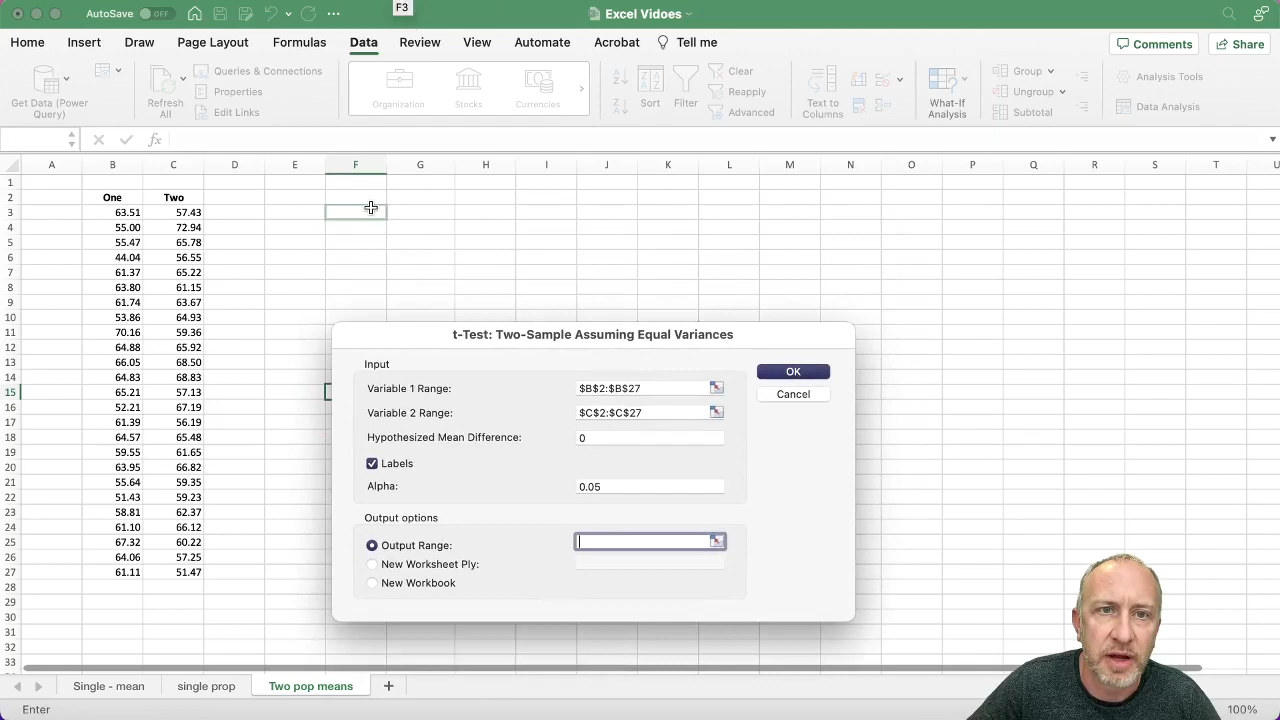 F3
AutoSave OFF
Excel Vidoes
Home Insert Draw Page Layout Formulas Data Review View Automate Acrobat Tell me
Comments Share
Get Data (Power Query)
Refresh All
Queries & Connections
Properties
Edit Links
Organization Stocks Currencies
Sort Filter
Clear
Reapply
Advanced
Text to Columns
What-If Analysis
Group
Ungroup
Subtotal
Analysis Tools
Data Analysis
fx
A B C D E F G H I J K L M N O P Q R S T U
1
2 One Two
3 63.51 57.43
4 55.00 72.94
5 55.47 65.78
6 44.04 56.55
7 61.37 65.22
8 63.80 61.15
9 61.74 63.67
10 53.86 64.93
11 70.16 59.36
12 64.88 65.92
13 66.05 68.50
14 64.83 68.83
15 65.21 57.13
16 52.21 67.19
17 61.39 56.19
18 64.57 65.48
19 59.55 61.65
20 63.95 66.82
21 55.64 59.35
22 51.43 59.23
23 58.81 62.37
24 61.10 66.12
25 67.32 60.22
26 64.06 57.25
27 61.11 51.47
28
29
30
31
32
33
t-Test: Two-Sample Assuming Equal Variances
Input
Variable 1 Range: $B$2:$B$27
Variable 2 Range: $C$2:$C$27
Hypothesized Mean Difference: 0
Labels
Alpha: 0.05
OK
Cancel
Output options
Output Range:
New Worksheet Ply:
New Workbook
Single - mean single prop Two pop means
Enter
100%